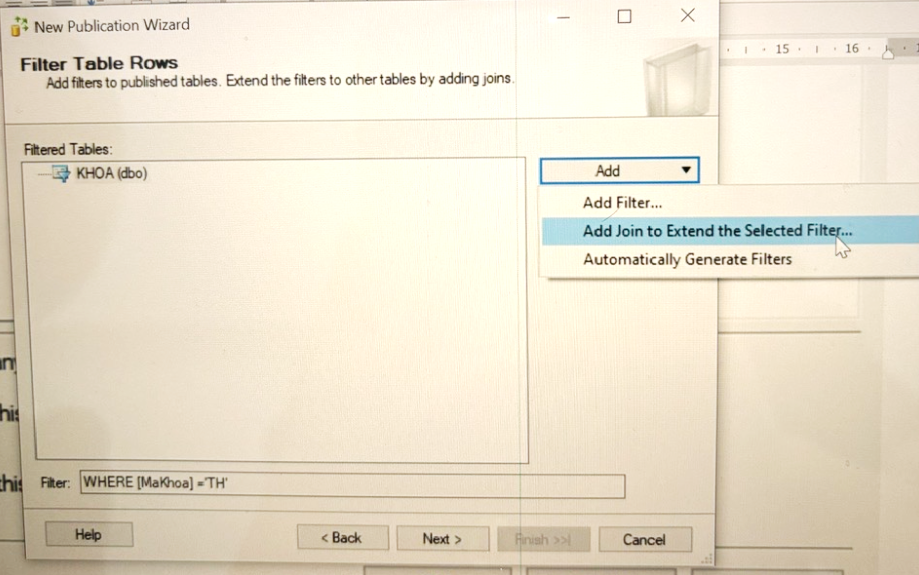 New Publication Wizard
15 16
Filter Table Rows
Add filters to published tables. Extend the filters to other tables by adding joins.
Filtered Tables:
KHOA (dbo)
Add
Add Filter...
Add Join to Extend the Selected Filter...
Automatically Generate Filters
Filter: WHERE [MaKhoa] ='TH'
Help
< Back
Next >
Finish >>|
Cancel